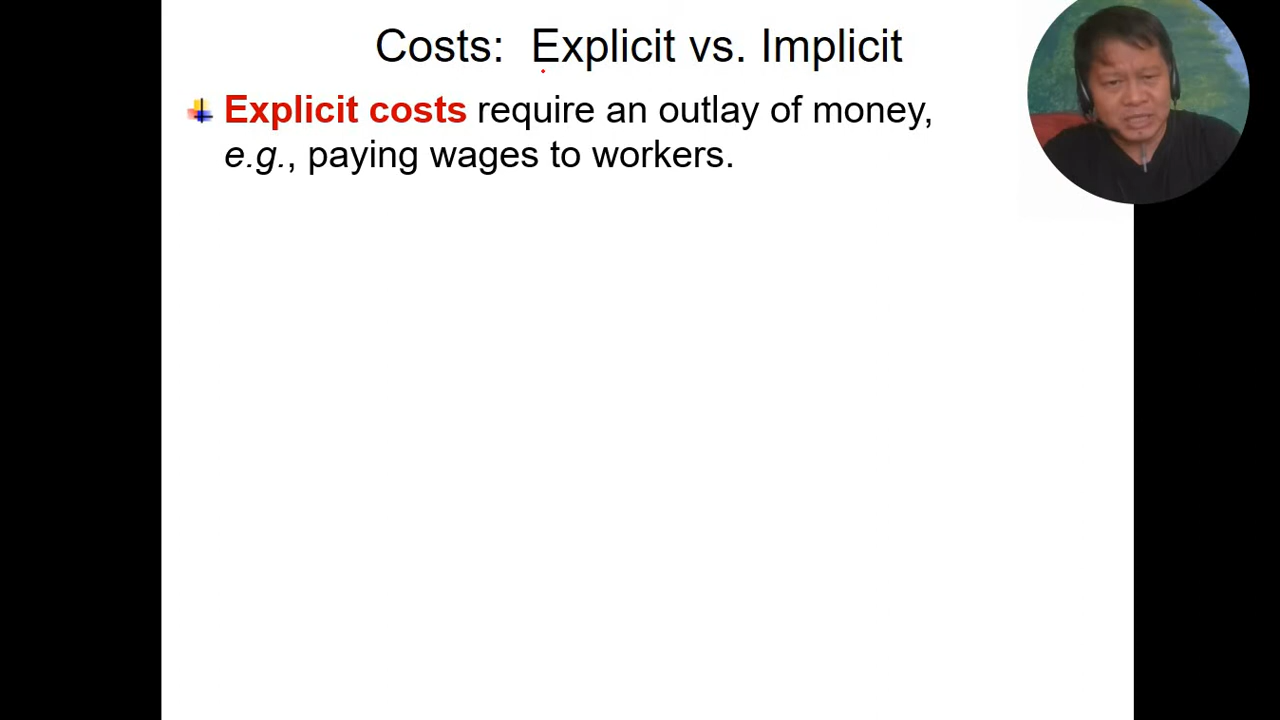 Costs: Explicit vs. Implicit
Explicit costs require an outlay of money,
e.g., paying wages to workers.